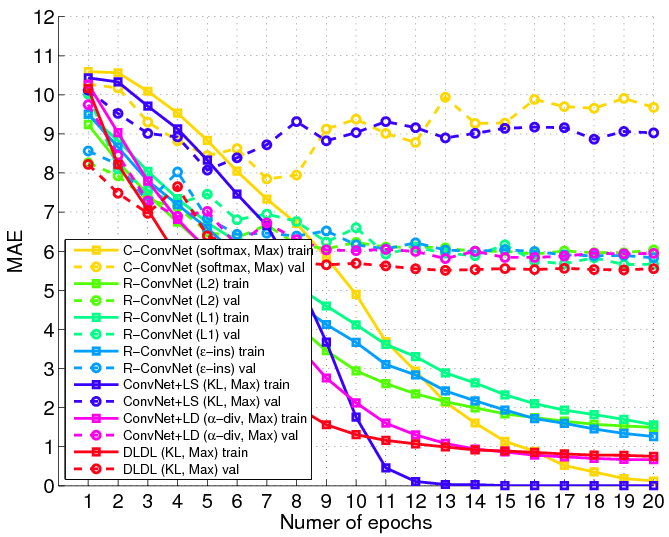 12
11
10
9
8
7
6
5
4
3
2
1
0
MAE
C−ConvNet (softmax, Max) train
C−ConvNet (softmax, Max) val
R−ConvNet (L2) train
R−ConvNet (L2) val
R−ConvNet (L1) train
R−ConvNet (L1) val
R−ConvNet (ε−ins) train
R−ConvNet (ε−ins) val
ConvNet+LS (KL, Max) train
ConvNet+LS (KL, Max) val
ConvNet+LD (α−div, Max) train
ConvNet+LD (α−div, Max) val
DLDL (KL, Max) train
DLDL (KL, Max) val
1 2 3 4 5 6 7 8 9 10 11 12 13 14 15 16 17 18 19 20
Numer of epochs